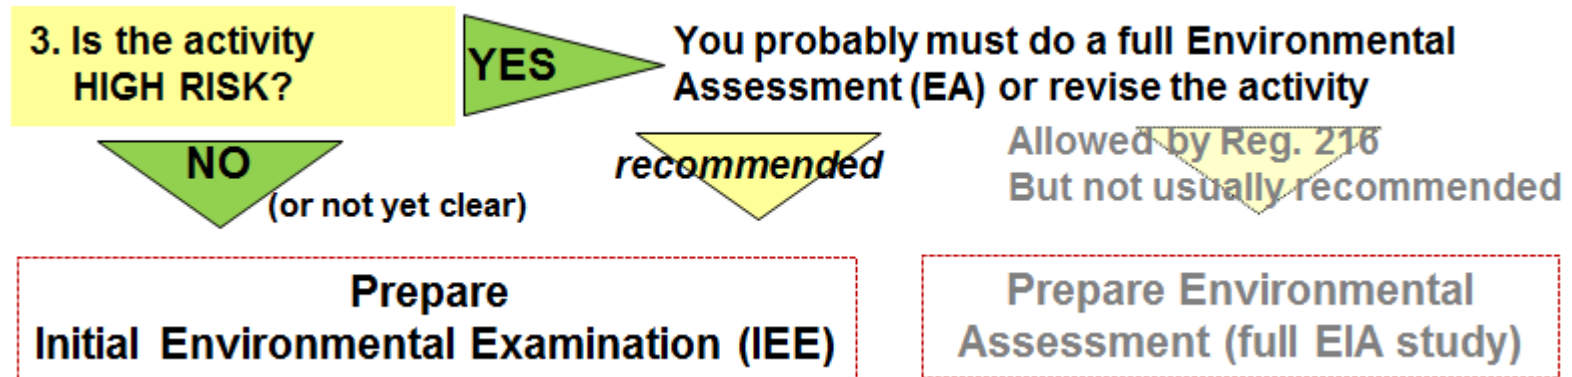 3. Is the activity
HIGH RISK?
YES
You probably must do a full Environmental
Assessment (EA) or revise the activity
NO
(or not yet clear)
recommended
Allowed by Reg. 216
But not usually recommended
Prepare
Initial Environmental Examination (IEE)
Prepare Environmental
Assessment (full EIA study)